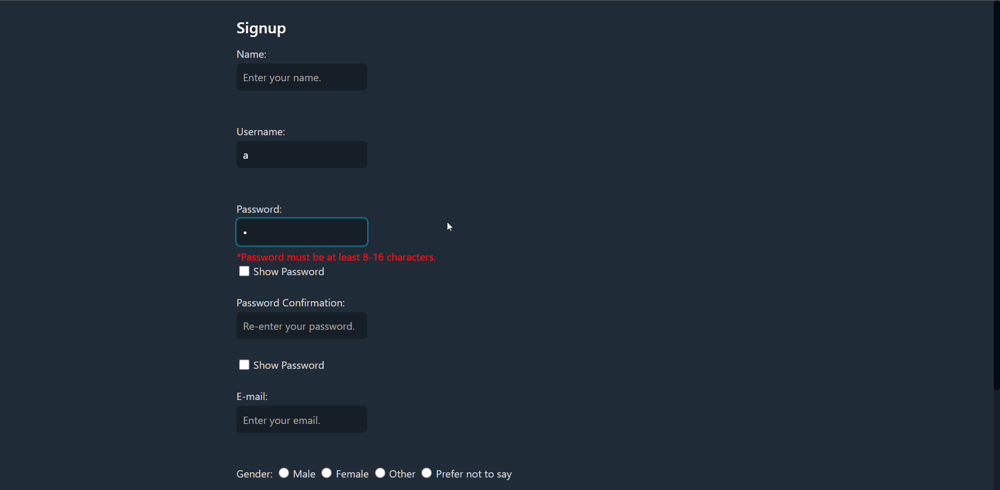 Signup
Name:
Enter your name.
Username:
a
Password:
•
*Password must be at least 8-16 characters.
Show Password
Password Confirmation:
Re-enter your password.
Show Password
E-mail:
Enter your email.
Gender: Male Female Other Prefer not to say